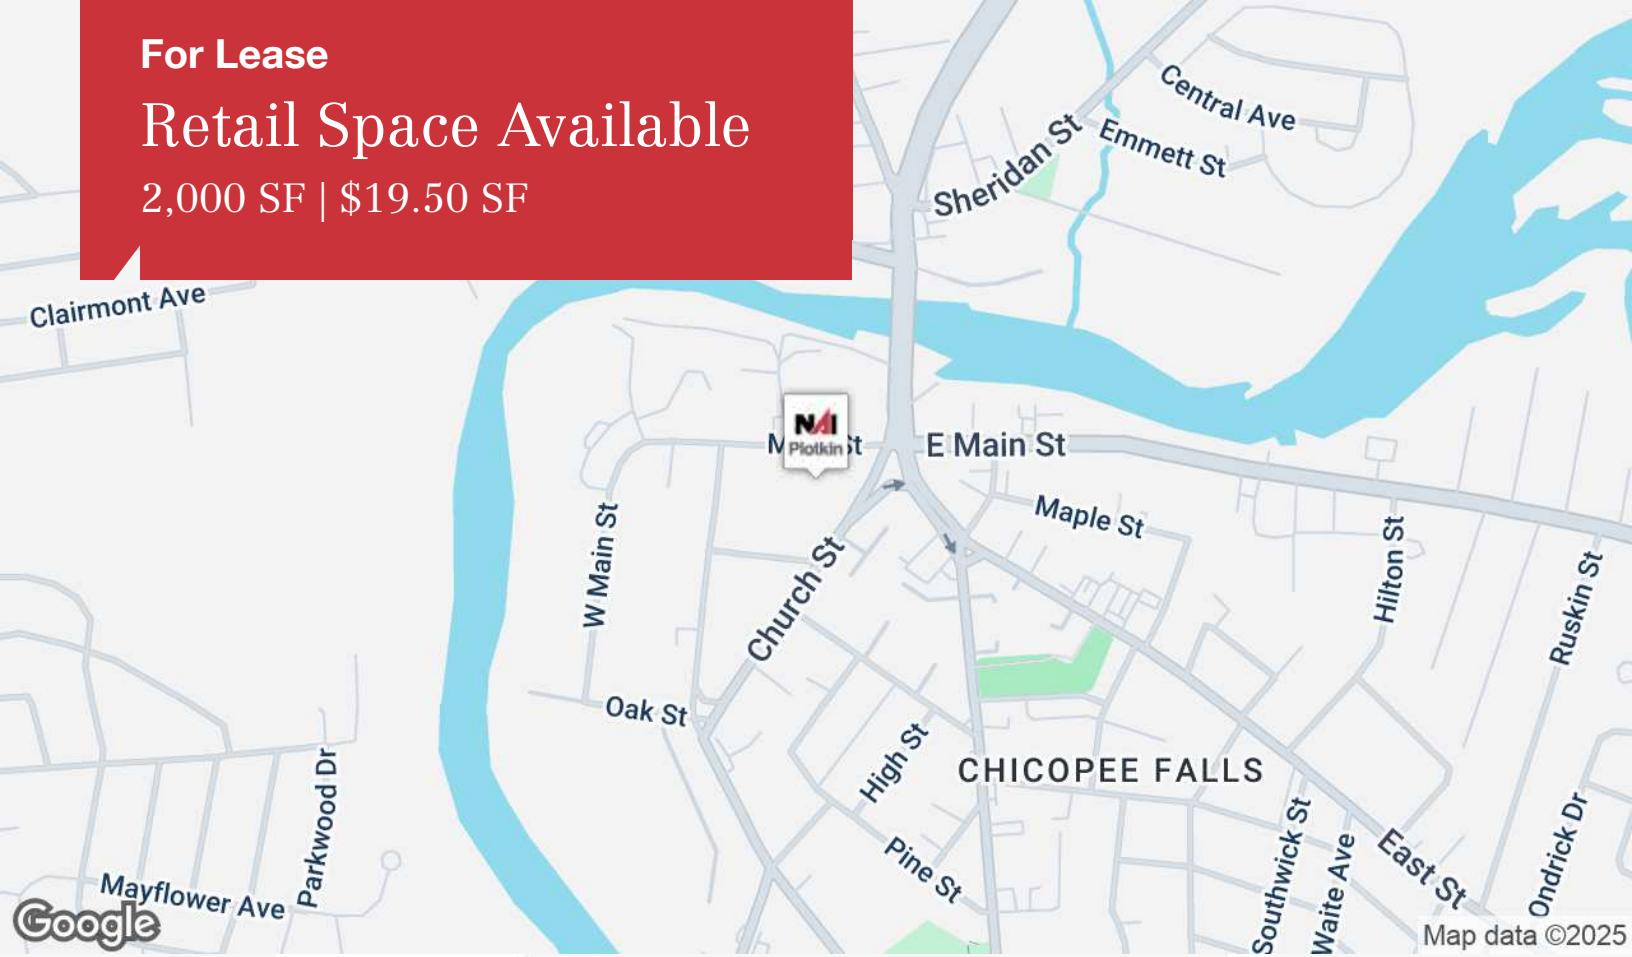 For Lease
Retail Space Available
2,000 SF | $19.50 SF
Central Ave
Emmett St
Sheridan St
Clairmont Ave
NAI
Plotkin
E Main St
Maple St
Hilton St
Ruskin St
W Main St
Church St
Oak St
High St
CHICOPEE FALLS
Parkwood Dr
Pine St
East St
Southwick St
Waite Ave
Ondrick Dr
Mayflower Ave
Google
Map data ©2025